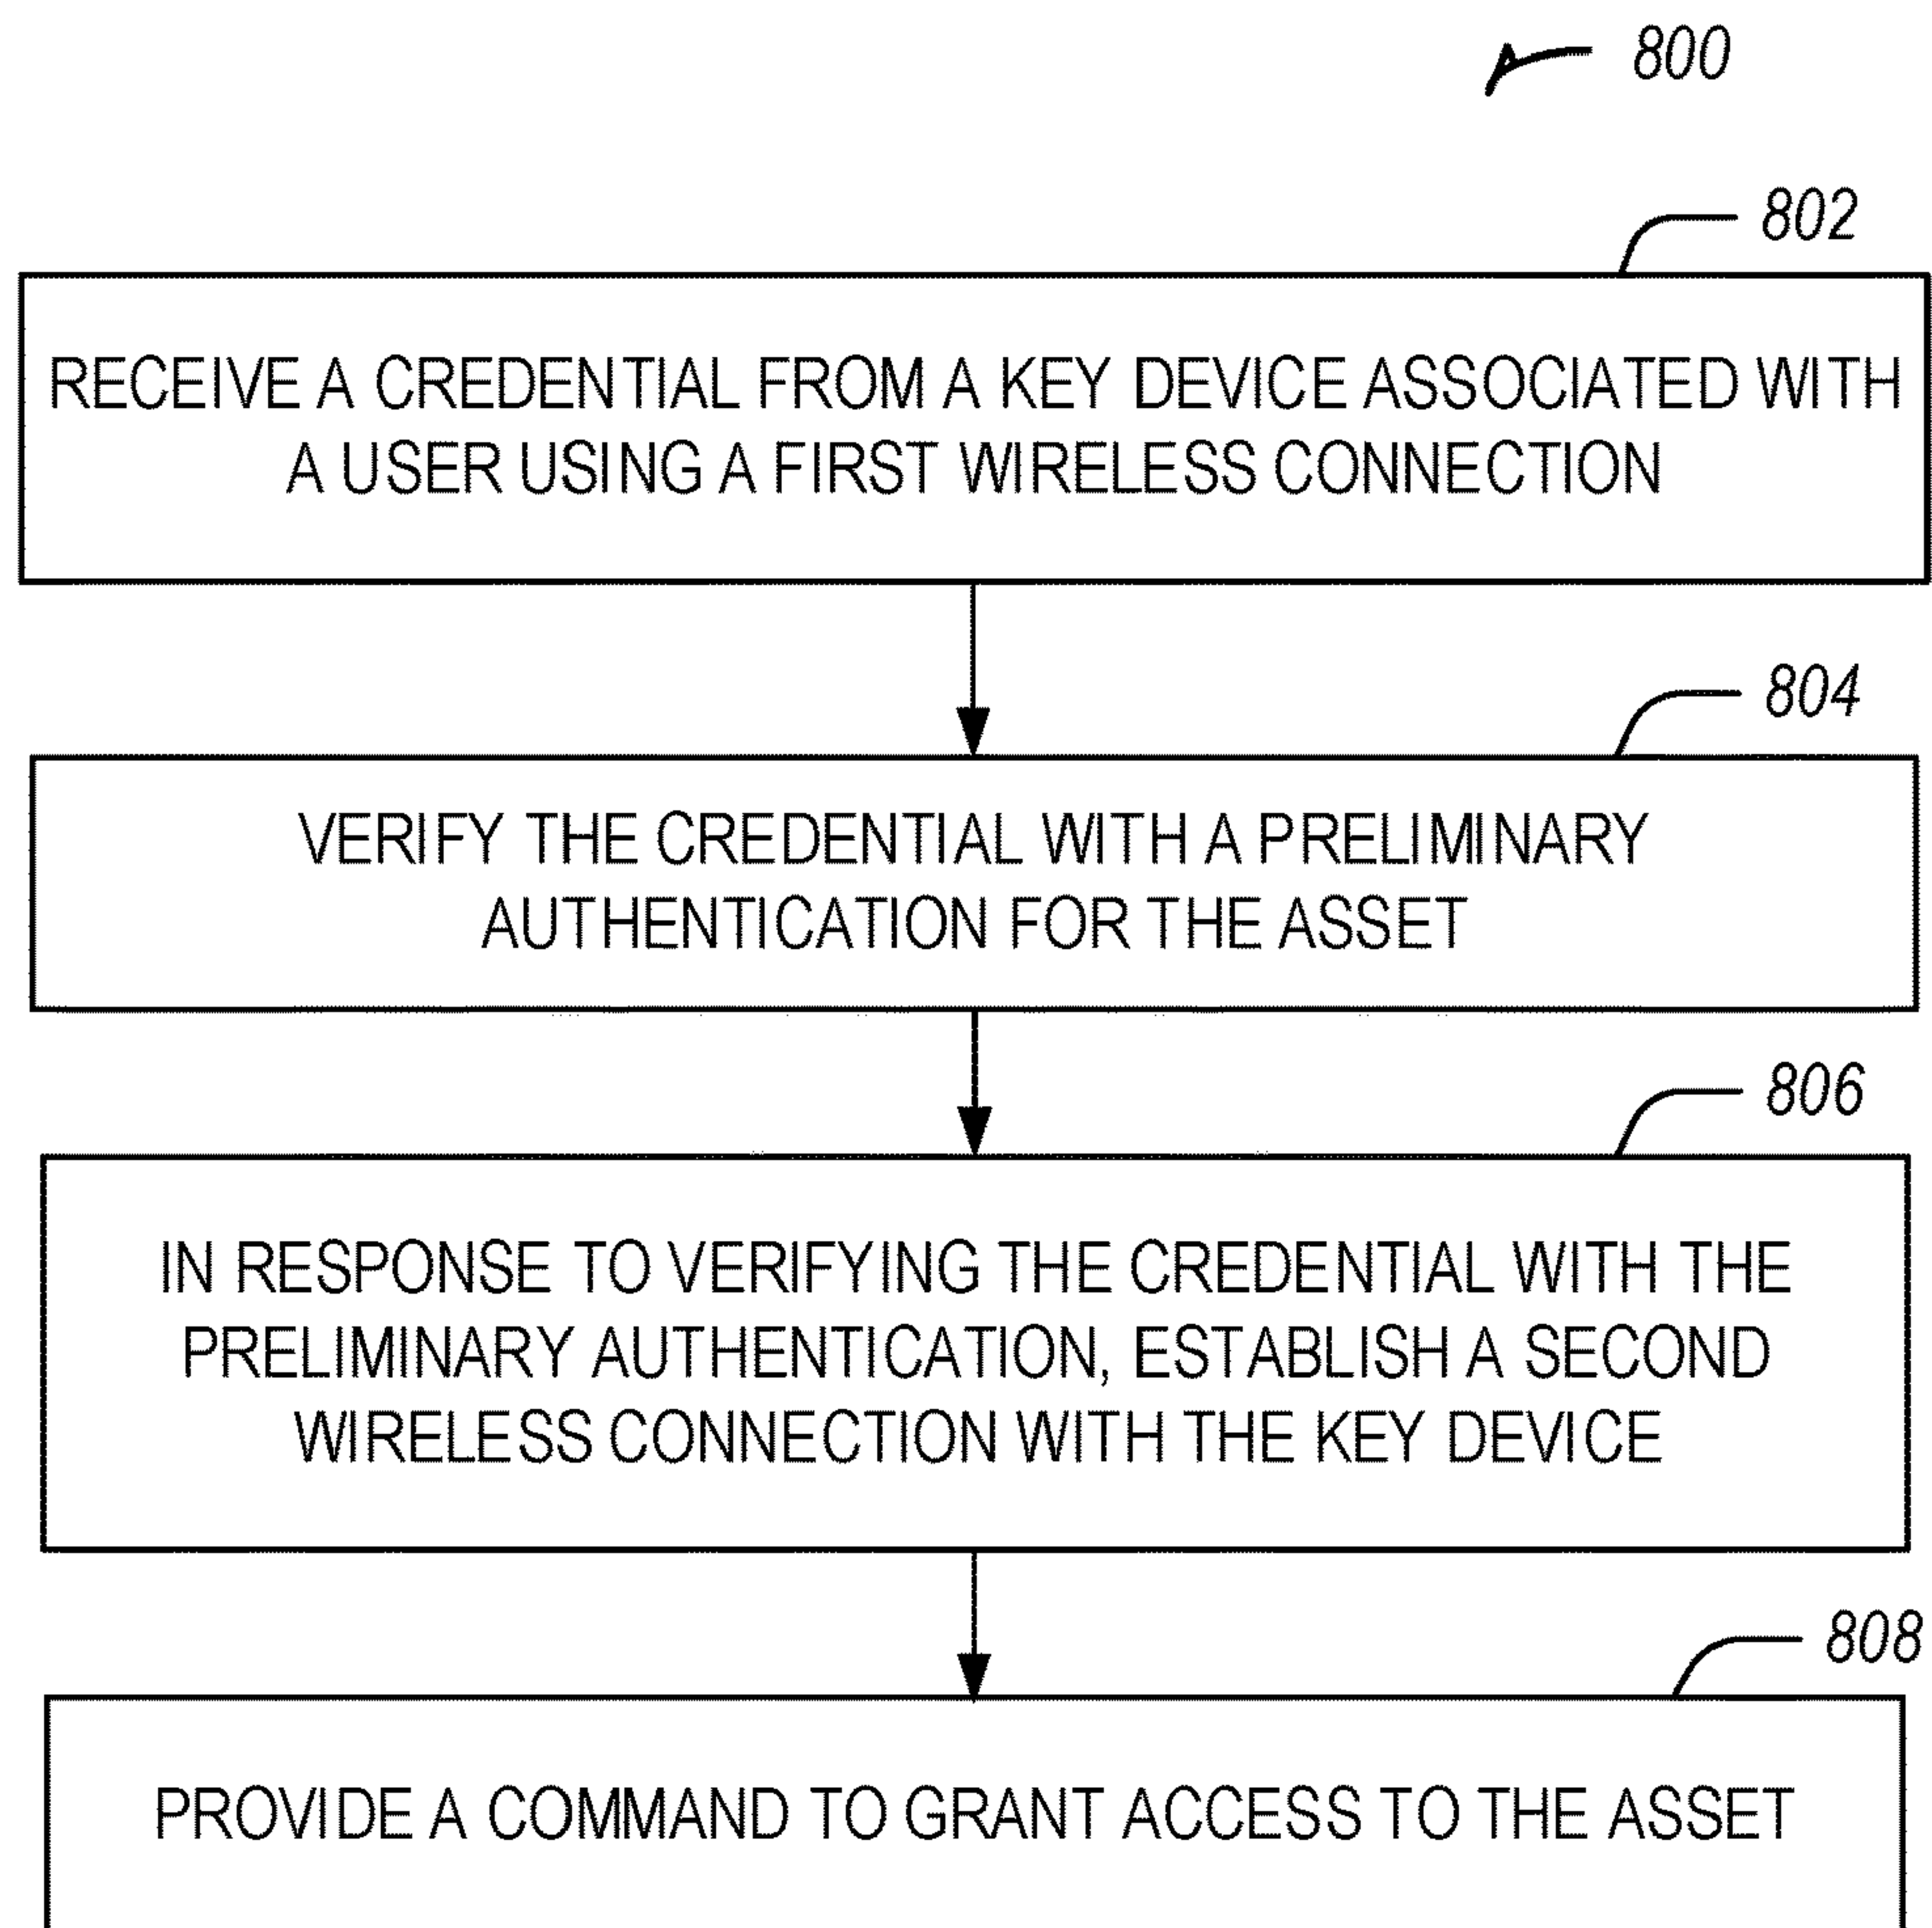 800
802
RECEIVE A CREDENTIAL FROM A KEY DEVICE ASSOCIATED WITH
A USER USING A FIRST WIRELESS CONNECTION
804
VERIFY THE CREDENTIAL WITH A PRELIMINARY
AUTHENTICATION FOR THE ASSET
806
IN RESPONSE TO VERIFYING THE CREDENTIAL WITH THE
PRELIMINARY AUTHENTICATION, ESTABLISH A SECOND
WIRELESS CONNECTION WITH THE KEY DEVICE
808
PROVIDE A COMMAND TO GRANT ACCESS TO THE ASSET